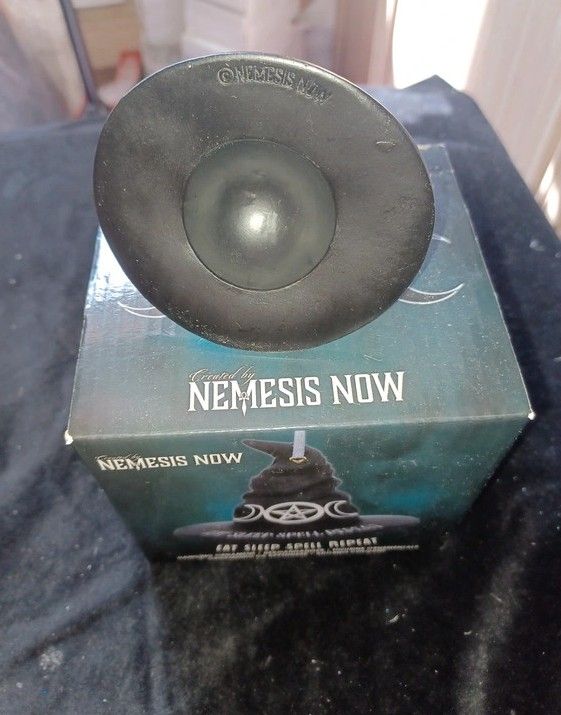 ©NEMESIS NOW
Created by
NEMESIS NOW
Created by
NEMESIS NOW
EAT SLEEP SPELL REPEAT